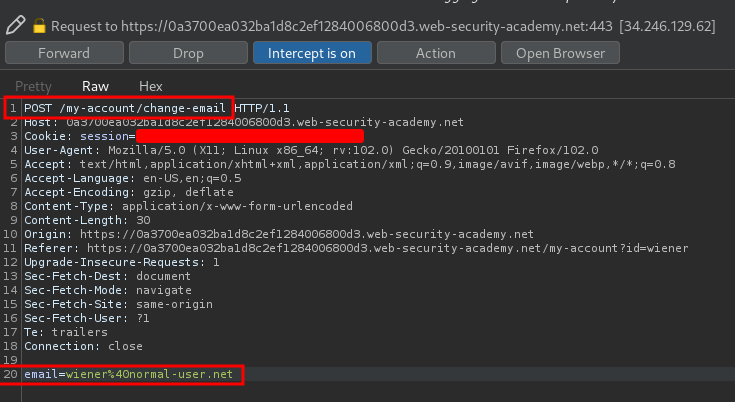 Request to https://0a3700ea032ba1d8c2ef1284006800d3.web-security-academy.net:443 [34.246.129.62]
Forward Drop Intercept is on Action Open Browser
Pretty Raw Hex
1 POST /my-account/change-email HTTP/1.1
2 Host: 0a3700ea032ba1d8c2ef1284006800d3.web-security-academy.net
3 Cookie: session=
4 User-Agent: Mozilla/5.0 (X11; Linux x86_64; rv:102.0) Gecko/20100101 Firefox/102.0
5 Accept: text/html,application/xhtml+xml,application/xml;q=0.9,image/avif,image/webp,*/*;q=0.8
6 Accept-Language: en-US,en;q=0.5
7 Accept-Encoding: gzip, deflate
8 Content-Type: application/x-www-form-urlencoded
9 Content-Length: 30
10 Origin: https://0a3700ea032ba1d8c2ef1284006800d3.web-security-academy.net
11 Referer: https://0a3700ea032ba1d8c2ef1284006800d3.web-security-academy.net/my-account?id=wiener
12 Upgrade-Insecure-Requests: 1
13 Sec-Fetch-Dest: document
14 Sec-Fetch-Mode: navigate
15 Sec-Fetch-Site: same-origin
16 Sec-Fetch-User: ?1
17 Te: trailers
18 Connection: close
19
20 email=wiener%40normal-user.net